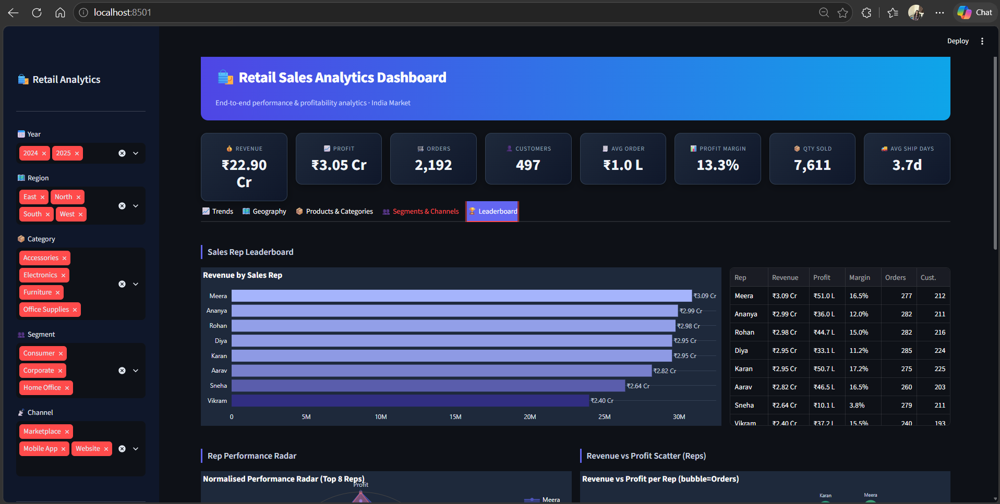 localhost:8501
Chat
Deploy
Retail Analytics
Year
2024 × 2025 ×
Region
East × North ×
South × West ×
Category
Accessories ×
Electronics ×
Furniture ×
Office Supplies ×
Segment
Consumer ×
Corporate ×
Home Office ×
Channel
Marketplace ×
Mobile App × Website ×
Retail Sales Analytics Dashboard
End-to-end performance & profitability analytics · India Market
REVENUE
₹22.90
Cr
PROFIT
₹3.05 Cr
ORDERS
2,192
CUSTOMERS
497
AVG ORDER
₹1.0 L
PROFIT MARGIN
13.3%
QTY SOLD
7,611
AVG SHIP DAYS
3.7d
Trends Geography Products & Categories Segments & Channels Leaderboard
Sales Rep Leaderboard
Revenue by Sales Rep
Meera ₹3.09 Cr
Ananya ₹2.99 Cr
Rohan ₹2.98 Cr
Diya ₹2.95 Cr
Karan ₹2.95 Cr
Aarav ₹2.82 Cr
Sneha ₹2.64 Cr
Vikram ₹2.40 Cr
0 5M 10M 15M 20M 25M 30M
Rep Revenue Profit Margin Orders Cust.
Meera ₹3.09 Cr ₹51.0 L 16.5% 277 212
Ananya ₹2.99 Cr ₹36.0 L 12.0% 282 211
Rohan ₹2.98 Cr ₹44.7 L 15.0% 282 216
Diya ₹2.95 Cr ₹33.1 L 11.2% 285 224
Karan ₹2.95 Cr ₹50.7 L 17.2% 275 225
Aarav ₹2.82 Cr ₹46.5 L 16.5% 260 203
Sneha ₹2.64 Cr ₹10.1 L 3.8% 279 211
Vikram ₹2.40 Cr ₹37.2 L 15.5% 240 193
Rep Performance Radar
Normalised Performance Radar (Top 8 Reps)
Profit
Meera
Revenue vs Profit Scatter (Reps)
Revenue vs Profit per Rep (bubble=Orders)
Karan
Meera